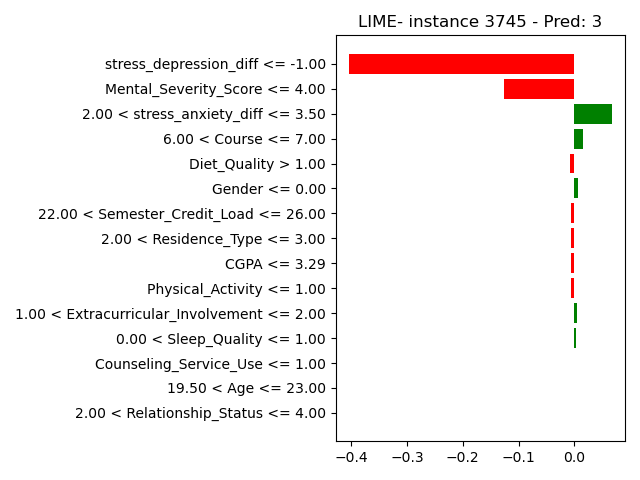 LIME- instance 3745 - Pred: 3
stress_depression_diff <= -1.00
Mental_Severity_Score <= 4.00
2.00 < stress_anxiety_diff <= 3.50
6.00 < Course <= 7.00
Diet_Quality > 1.00
Gender <= 0.00
22.00 < Semester_Credit_Load <= 26.00
2.00 < Residence_Type <= 3.00
CGPA <= 3.29
Physical_Activity <= 1.00
1.00 < Extracurricular_Involvement <= 2.00
0.00 < Sleep_Quality <= 1.00
Counseling_Service_Use <= 1.00
19.50 < Age <= 23.00
2.00 < Relationship_Status <= 4.00
−0.4 −0.3 −0.2 −0.1 0.0